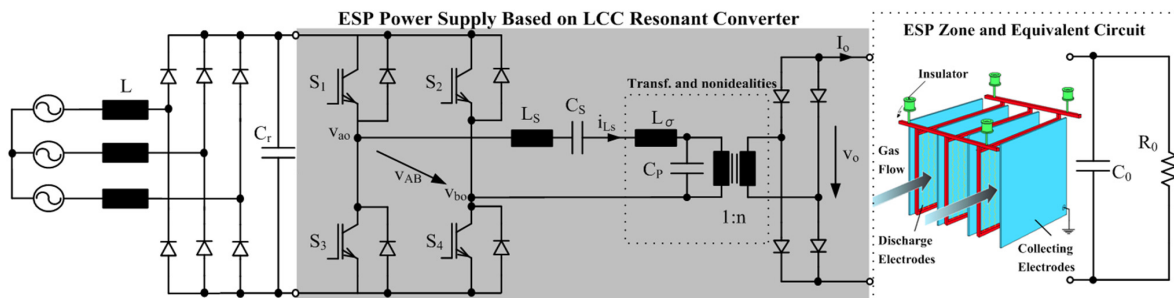 ESP Power Supply Based on LCC Resonant Converter
ESP Zone and Equivalent Circuit
L
Cr
S1
S2
S3
S4
vao
vAB
vbo
LS
CS
iLs
Transf. and nonidealities
Lσ
CP
1:n
Io
vo
Insulator
Gas
Flow
Discharge
Electrodes
Collecting
Electrodes
C0
R0